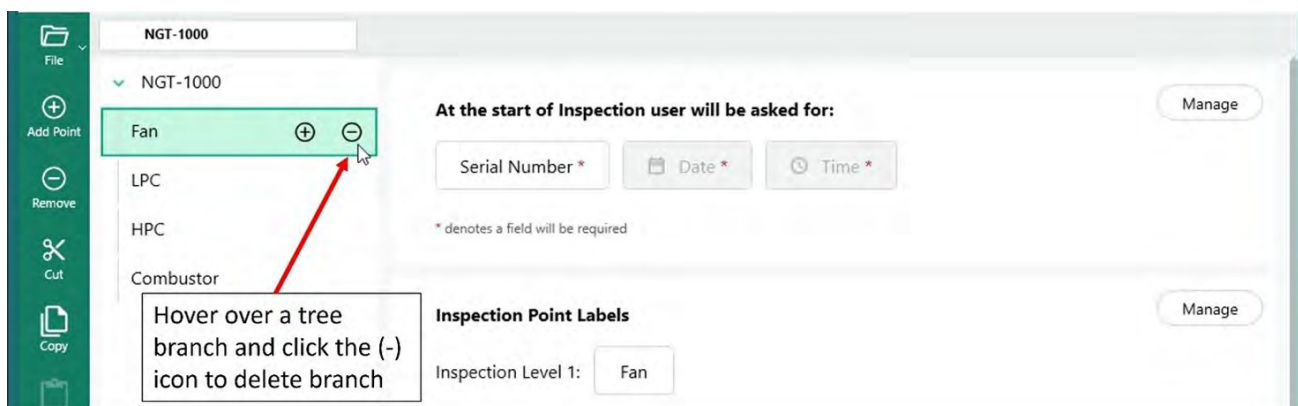 File
Add Point
Remove
Cut
Copy
NGT-1000
NGT-1000
Fan
LPC
HPC
Combustor
Hover over a tree
branch and click the (-)
icon to delete branch
At the start of Inspection user will be asked for:
Manage
Serial Number * Date * Time *
* denotes a field will be required
Inspection Point Labels
Manage
Inspection Level 1: Fan